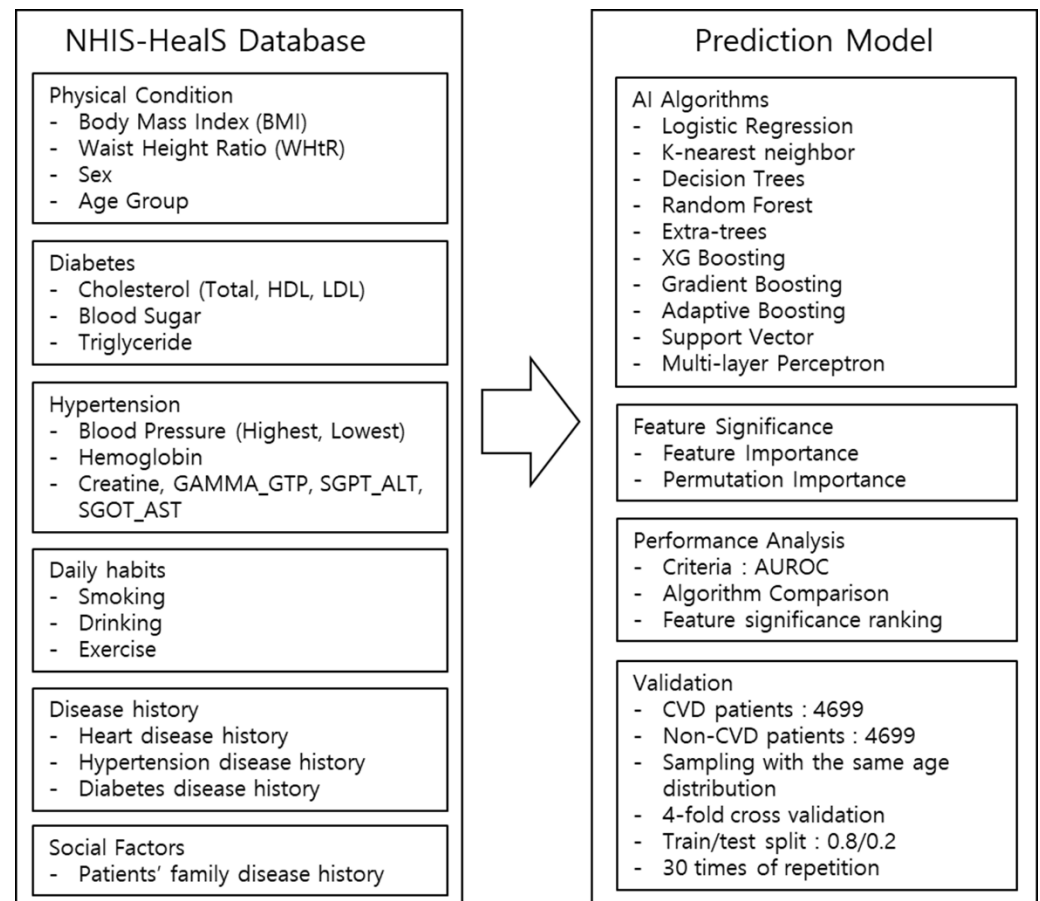 NHIS-HealS Database
Physical Condition
- Body Mass Index (BMI)
- Waist Height Ratio (WHtR)
- Sex
- Age Group
Diabetes
- Cholesterol (Total, HDL, LDL)
- Blood Sugar
- Triglyceride
Hypertension
- Blood Pressure (Highest, Lowest)
- Hemoglobin
- Creatine, GAMMA_GTP, SGPT_ALT,
SGOT_AST
Daily habits
- Smoking
- Drinking
- Exercise
Disease history
- Heart disease history
- Hypertension disease history
- Diabetes disease history
Social Factors
- Patients' family disease history
Prediction Model
AI Algorithms
- Logistic Regression
- K-nearest neighbor
- Decision Trees
- Random Forest
- Extra-trees
- XG Boosting
- Gradient Boosting
- Adaptive Boosting
- Support Vector
- Multi-layer Perceptron
Feature Significance
- Feature Importance
- Permutation Importance
Performance Analysis
- Criteria : AUROC
- Algorithm Comparison
- Feature significance ranking
Validation
- CVD patients : 4699
- Non-CVD patients : 4699
- Sampling with the same age
distribution
- 4-fold cross validation
- Train/test split : 0.8/0.2
- 30 times of repetition